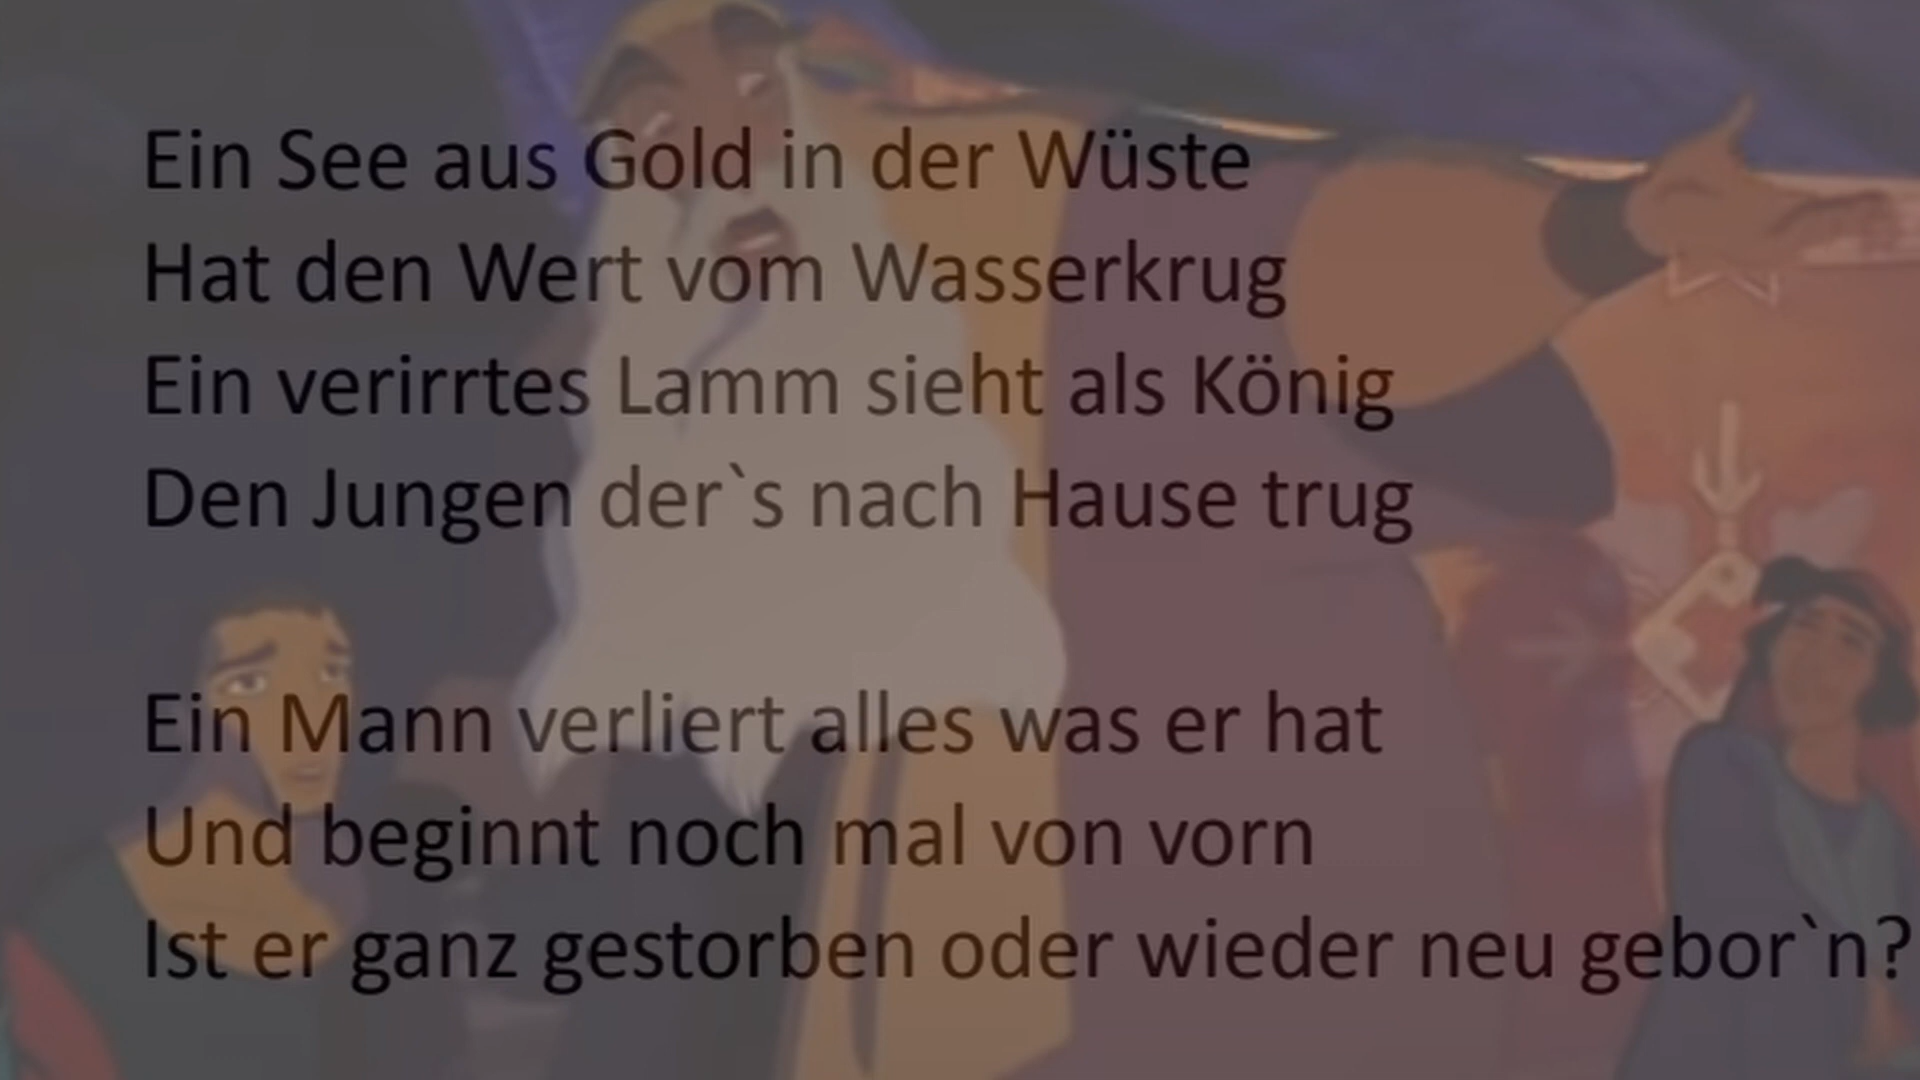 Ein See aus Gold in der Wüste
Hat den Wert vom Wasserkrug
Ein verirrtes Lamm sieht als König
Den Jungen der`s nach Hause trug
Ein Mann verliert alles was er hat
Und beginnt noch mal von vorn
Ist er ganz gestorben oder wieder neu gebor`n?